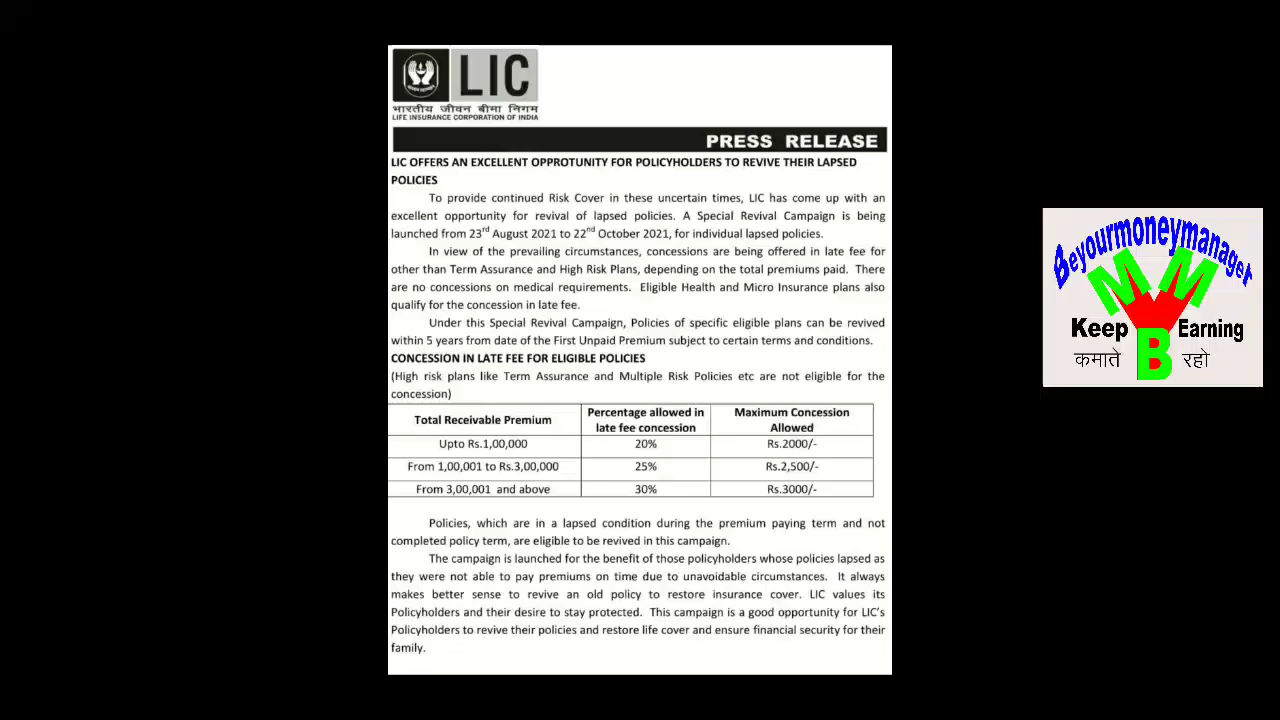 LIC
भारतीय जीवन बीमा निगम
LIFE INSURANCE CORPORATION OF INDIA
PRESS RELEASE
LIC OFFERS AN EXCELLENT OPPROTUNITY FOR POLICYHOLDERS TO REVIVE THEIR LAPSED
POLICIES
To provide continued Risk Cover in these uncertain times, LIC has come up with an
excellent opportunity for revival of lapsed policies. A Special Revival Campaign is being
launched from 23rd August 2021 to 22nd October 2021, for individual lapsed policies.
In view of the prevailing circumstances, concessions are being offered in late fee for
other than Term Assurance and High Risk Plans, depending on the total premiums paid. There
are no concessions on medical requirements. Eligible Health and Micro Insurance plans also
qualify for the concession in late fee.
Under this Special Revival Campaign, Policies of specific eligible plans can be revived
within 5 years from date of the First Unpaid Premium subject to certain terms and conditions.
CONCESSION IN LATE FEE FOR ELIGIBLE POLICIES
(High risk plans like Term Assurance and Multiple Risk Policies etc are not eligible for the
concession)
Total Receivable Premium Percentage allowed in late fee concession Maximum Concession Allowed
Upto Rs.1,00,000 20% Rs.2000/-
From 1,00,001 to Rs.3,00,000 25% Rs.2,500/-
From 3,00,001 and above 30% Rs.3000/-
Policies, which are in a lapsed condition during the premium paying term and not
completed policy term, are eligible to be revived in this campaign.
The campaign is launched for the benefit of those policyholders whose policies lapsed as
they were not able to pay premiums on time due to unavoidable circumstances. It always
makes better sense to revive an old policy to restore insurance cover. LIC values its
Policyholders and their desire to stay protected. This campaign is a good opportunity for LIC's
Policyholders to revive their policies and restore life cover and ensure financial security for their
family.
Beyourmoneymanager
M M
Keep B Earning
कमाते रहो